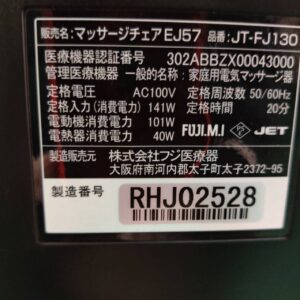 販売名:マッサージチェア EJ57 品番:JT-FJ130
医療機器認証番号 302ABBZX00043000
管理医療機器 一般的名称:家庭用電気マッサージ器
定格電圧 AC100V 定格周波数 50/60Hz
定格入力(消費電力) 141W 定格時間 20分
電動機消費電力 101W
電熱器消費電力 40W FUJI.M.I JET
製造販売元 株式会社フジ医療器
大阪府南河内郡太子町太子2372-95
製造番号 RHJ02528